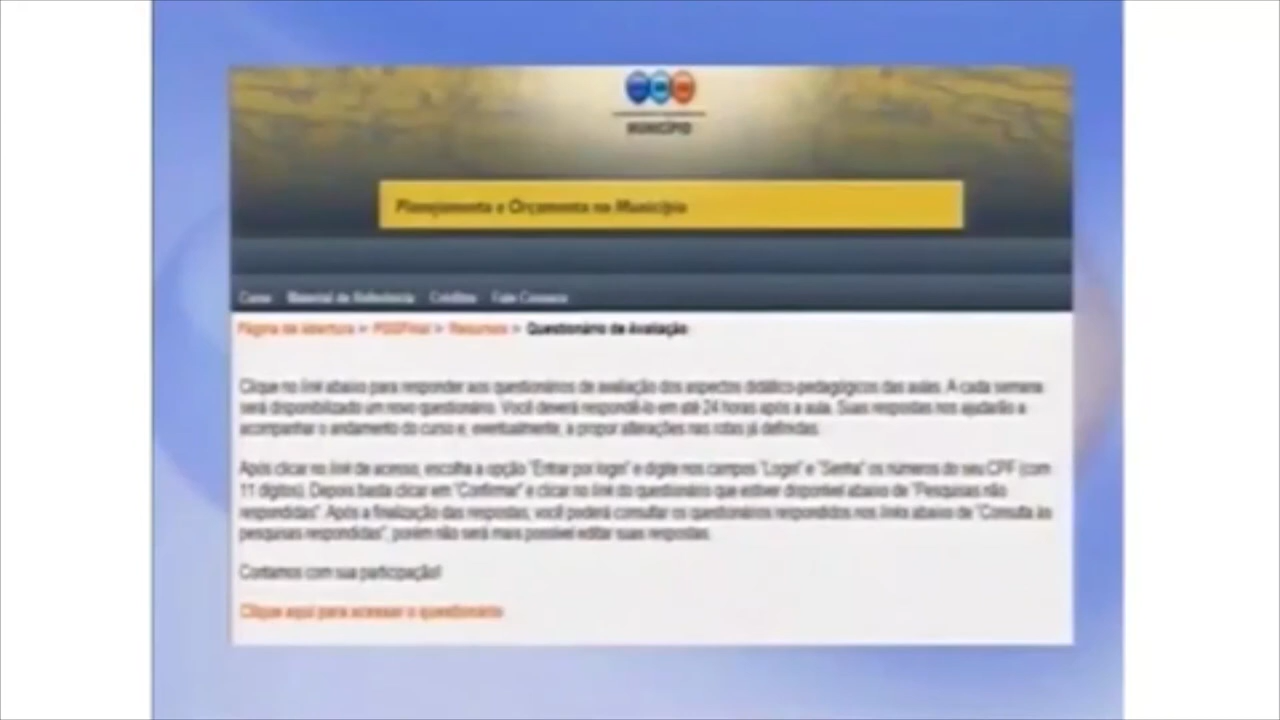 MUNICÍPIO
Planejamento e Orçamento no Município
Curso Material de Referência Créditos Fale Conosco
Página de abertura > > Recursos > Questionário de Avaliação
Clique no link abaixo para responder aos questionários de avaliação dos aspectos didático-pedagógicos das aulas. A cada semana
será disponibilizado um novo questionário. Você deverá respondê-lo em até 24 horas após a aula. Suas respostas nos ajudarão a
acompanhar o andamento do curso e, eventualmente, a propor alterações nas rotas já definidas.
Após clicar no link de acesso, escolha a opção "Entrar por login" e digite nos campos "Login" e "Senha" os números do seu CPF (com
11 dígitos). Depois basta clicar em "Confirmar" e clicar no link do questionário que estiver disponível abaixo de "Pesquisas não
respondidas". Após a finalização das respostas, você poderá consultar os questionários respondidos nos links abaixo de "Consulta às
pesquisas respondidas", porém não será mais possível editar suas respostas.
Contamos com sua participação!
Clique aqui para acessar o questionário